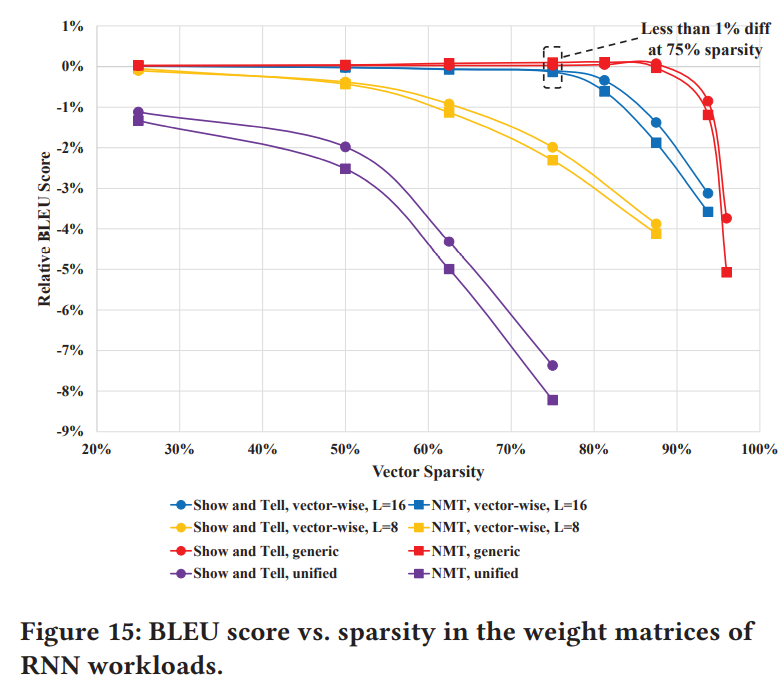 1%
0%
-1%
-2%
-3%
-4%
-5%
-6%
-7%
-8%
-9%
Relative BLEU Score
Less than 1% diff
at 75% sparsity
20% 30% 40% 50% 60% 70% 80% 90% 100%
Vector Sparsity
Show and Tell, vector-wise, L=16 NMT, vector-wise, L=16
Show and Tell, vector-wise, L=8 NMT, vector-wise, L=8
Show and Tell, generic NMT, generic
Show and Tell, unified NMT, unified
Figure 15: BLEU score vs. sparsity in the weight matrices of
RNN workloads.